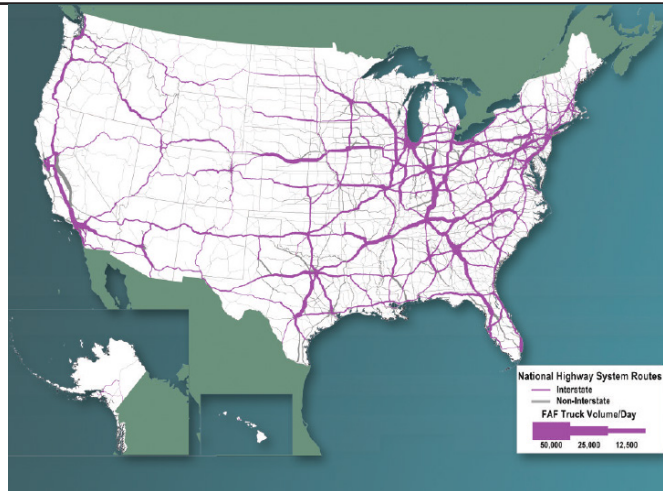 National Highway System Routes
Interstate
Non-Interstate
FAF Truck Volume/Day
50,000 25,000 12,500